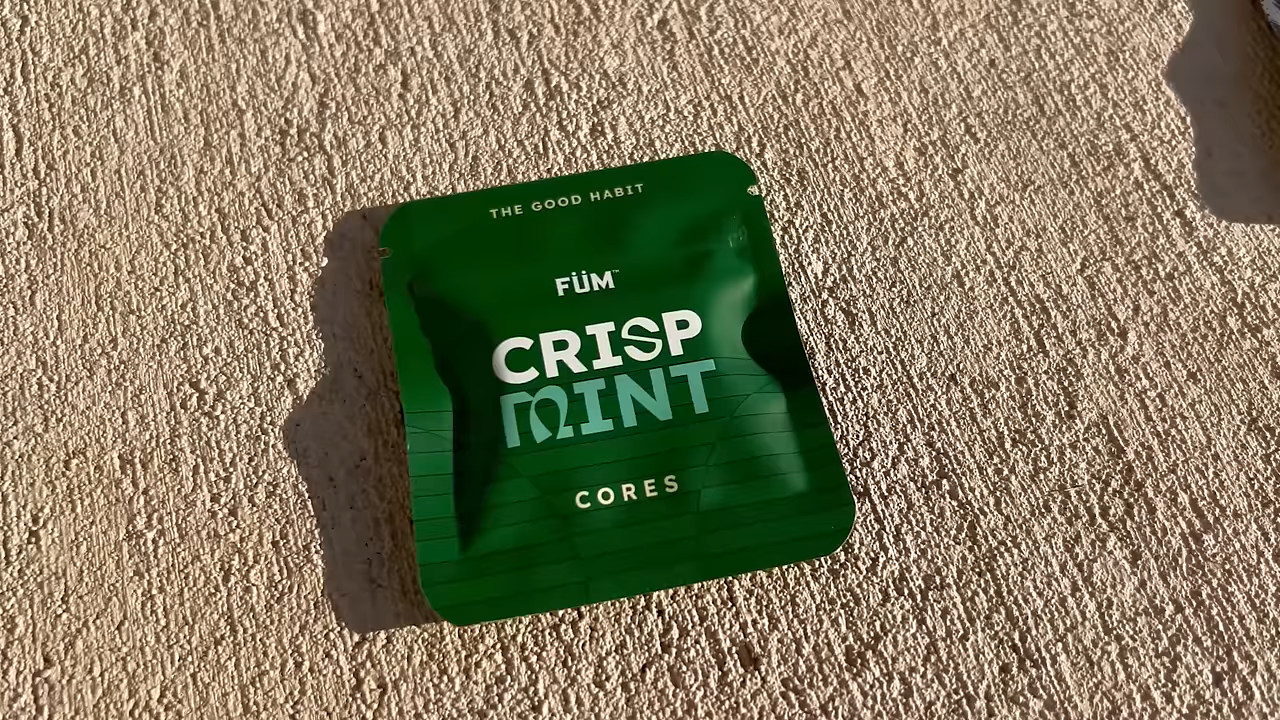 THE GOOD HABIT
FÜM™
CRISP
MINT
CORES